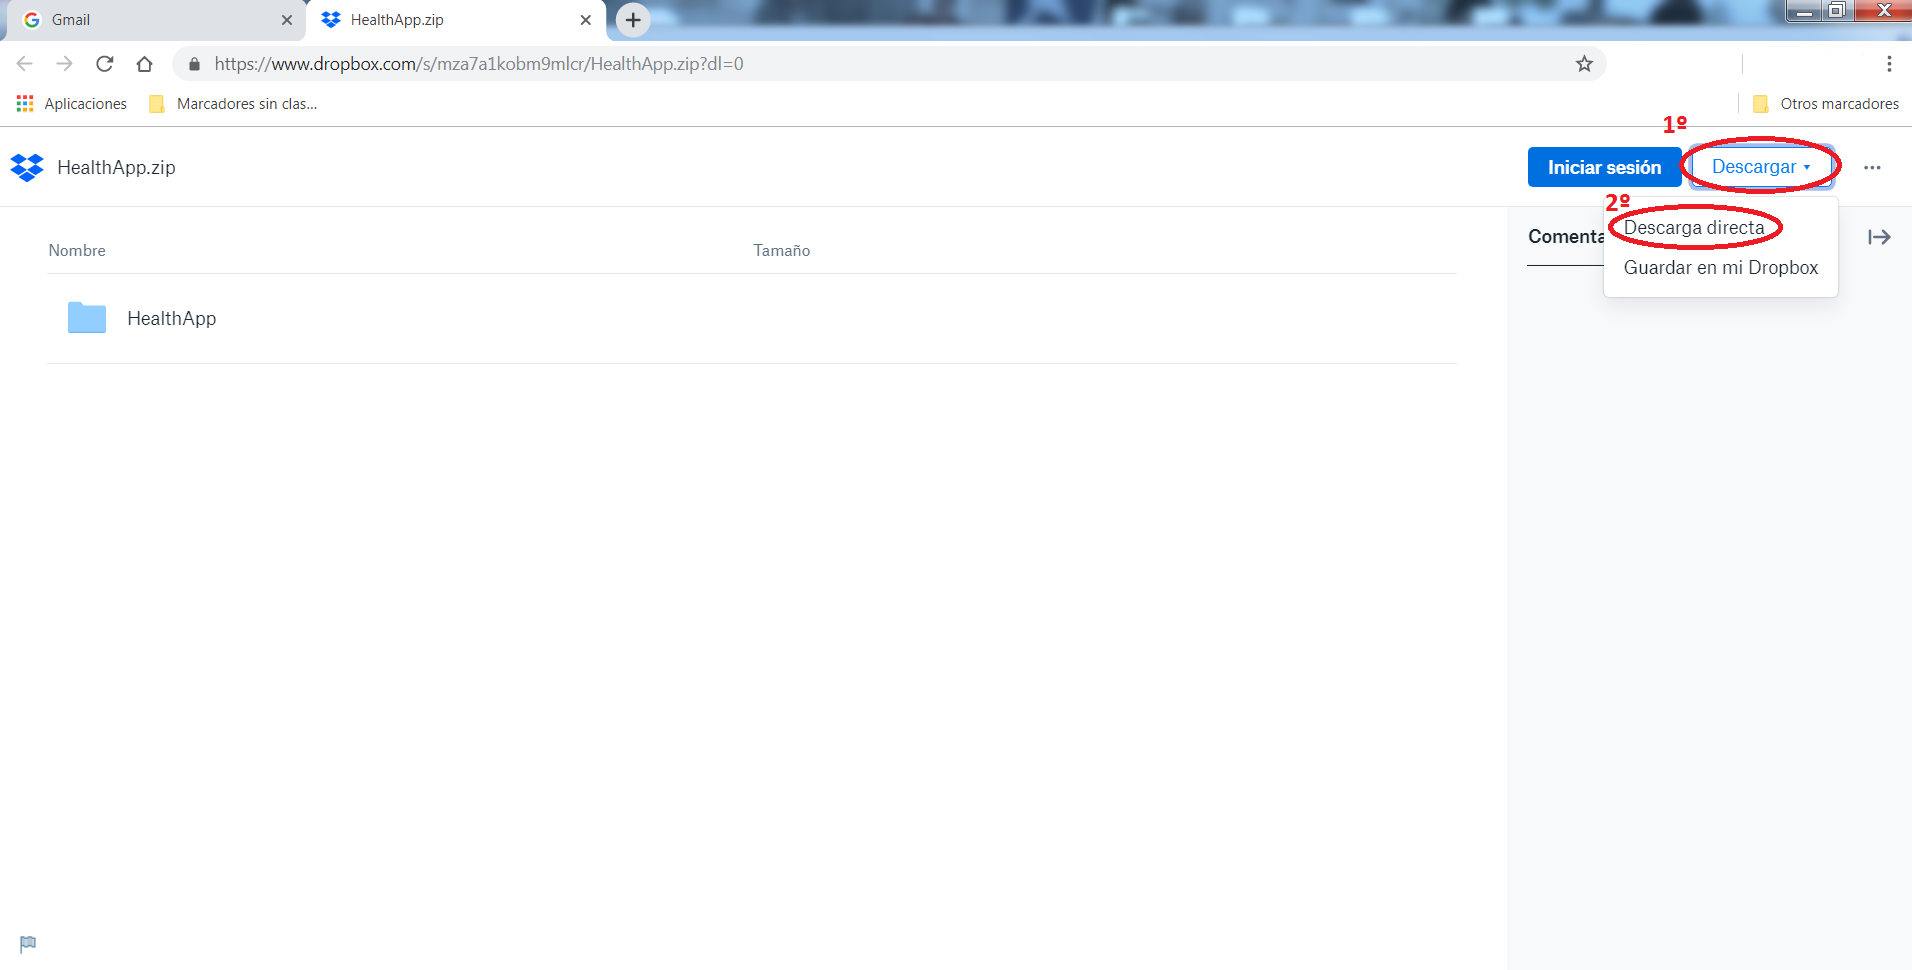 Gmail
HealthApp.zip
https://www.dropbox.com/s/mza7a1kobm9mlcr/HealthApp.zip?dl=0
Aplicaciones
Marcadores sin clas...
Otros marcadores
1º
HealthApp.zip
Iniciar sesión
Descargar
2º
Descarga directa
Guardar en mi Dropbox
Comenta
Nombre
Tamaño
HealthApp